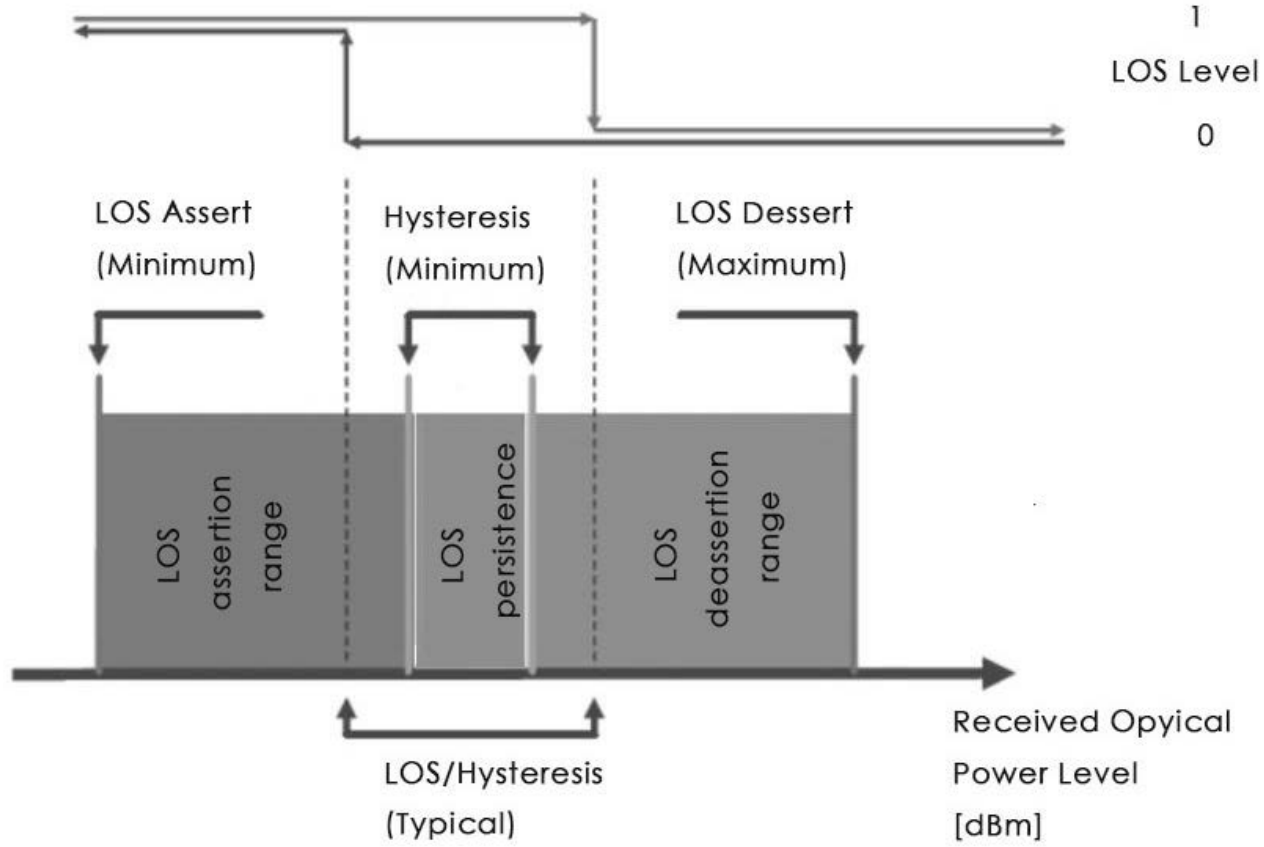 1
LOS Level
0
LOS Assert
(Minimum)
Hysteresis
(Minimum)
LOS Dessert
(Maximum)
LOS
assertion
range
LOS
persistence
LOS
deassertion
range
LOS/Hysteresis
(Typical)
Received Opyical
Power Level
[dBm]